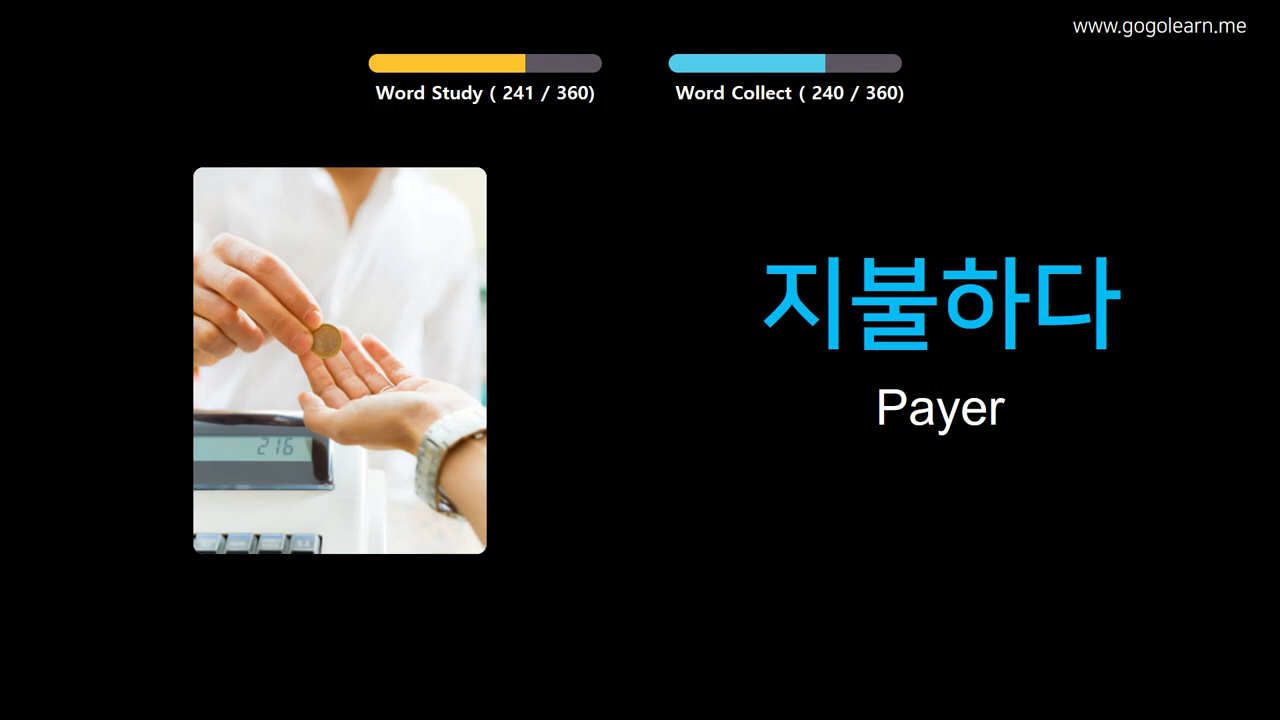 www.gogolearn.me
Word Study ( 241 / 360)
Word Collect ( 240 / 360)
지불하다
Payer
216